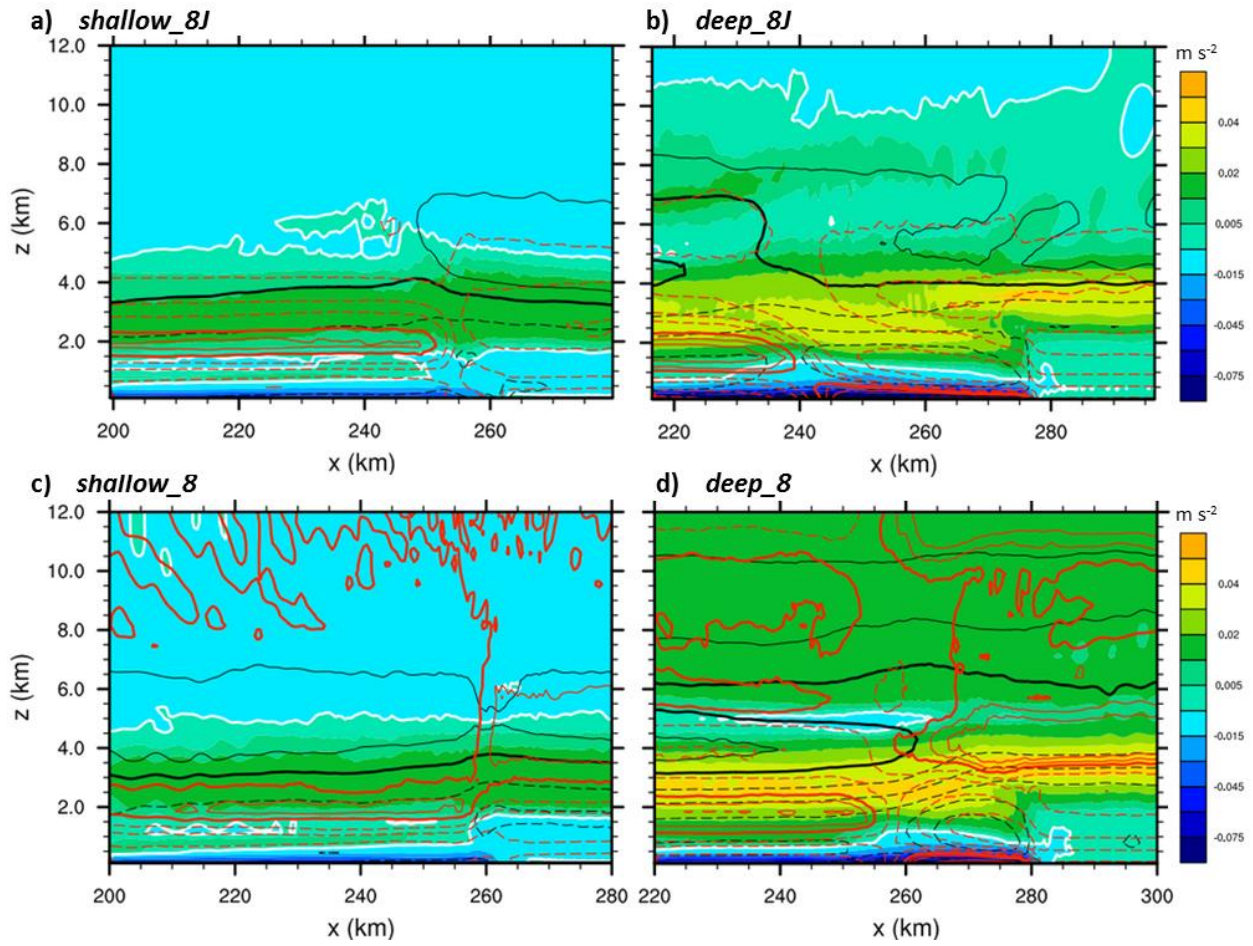 a) shallow_8J
b) deep_8J
12.0
10.0
8.0
6.0
4.0
2.0
z (km)
200 220 240 260
x (km)
220 240 260 280
x (km)
m s-2
0.04
0.02
0.005
-0.015
-0.045
-0.075
c) shallow_8
d) deep_8
12.0
10.0
8.0
6.0
4.0
2.0
z (km)
200 220 240 260 280
x (km)
220 240 260 280 300
x (km)
m s-2
0.04
0.02
0.005
-0.015
-0.045
-0.075